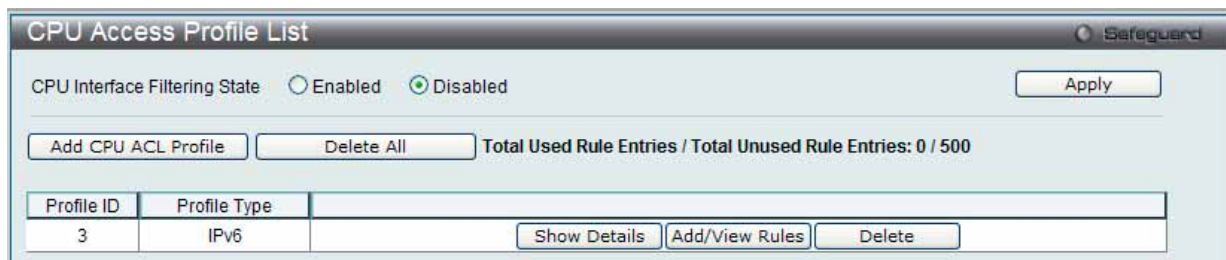 CPU Access Profile List Safeguard
CPU Interface Filtering State Enabled Disabled Apply
Add CPU ACL Profile Delete All Total Used Rule Entries / Total Unused Rule Entries: 0 / 500
Profile ID Profile Type
3 IPv6 Show Details Add/View Rules Delete